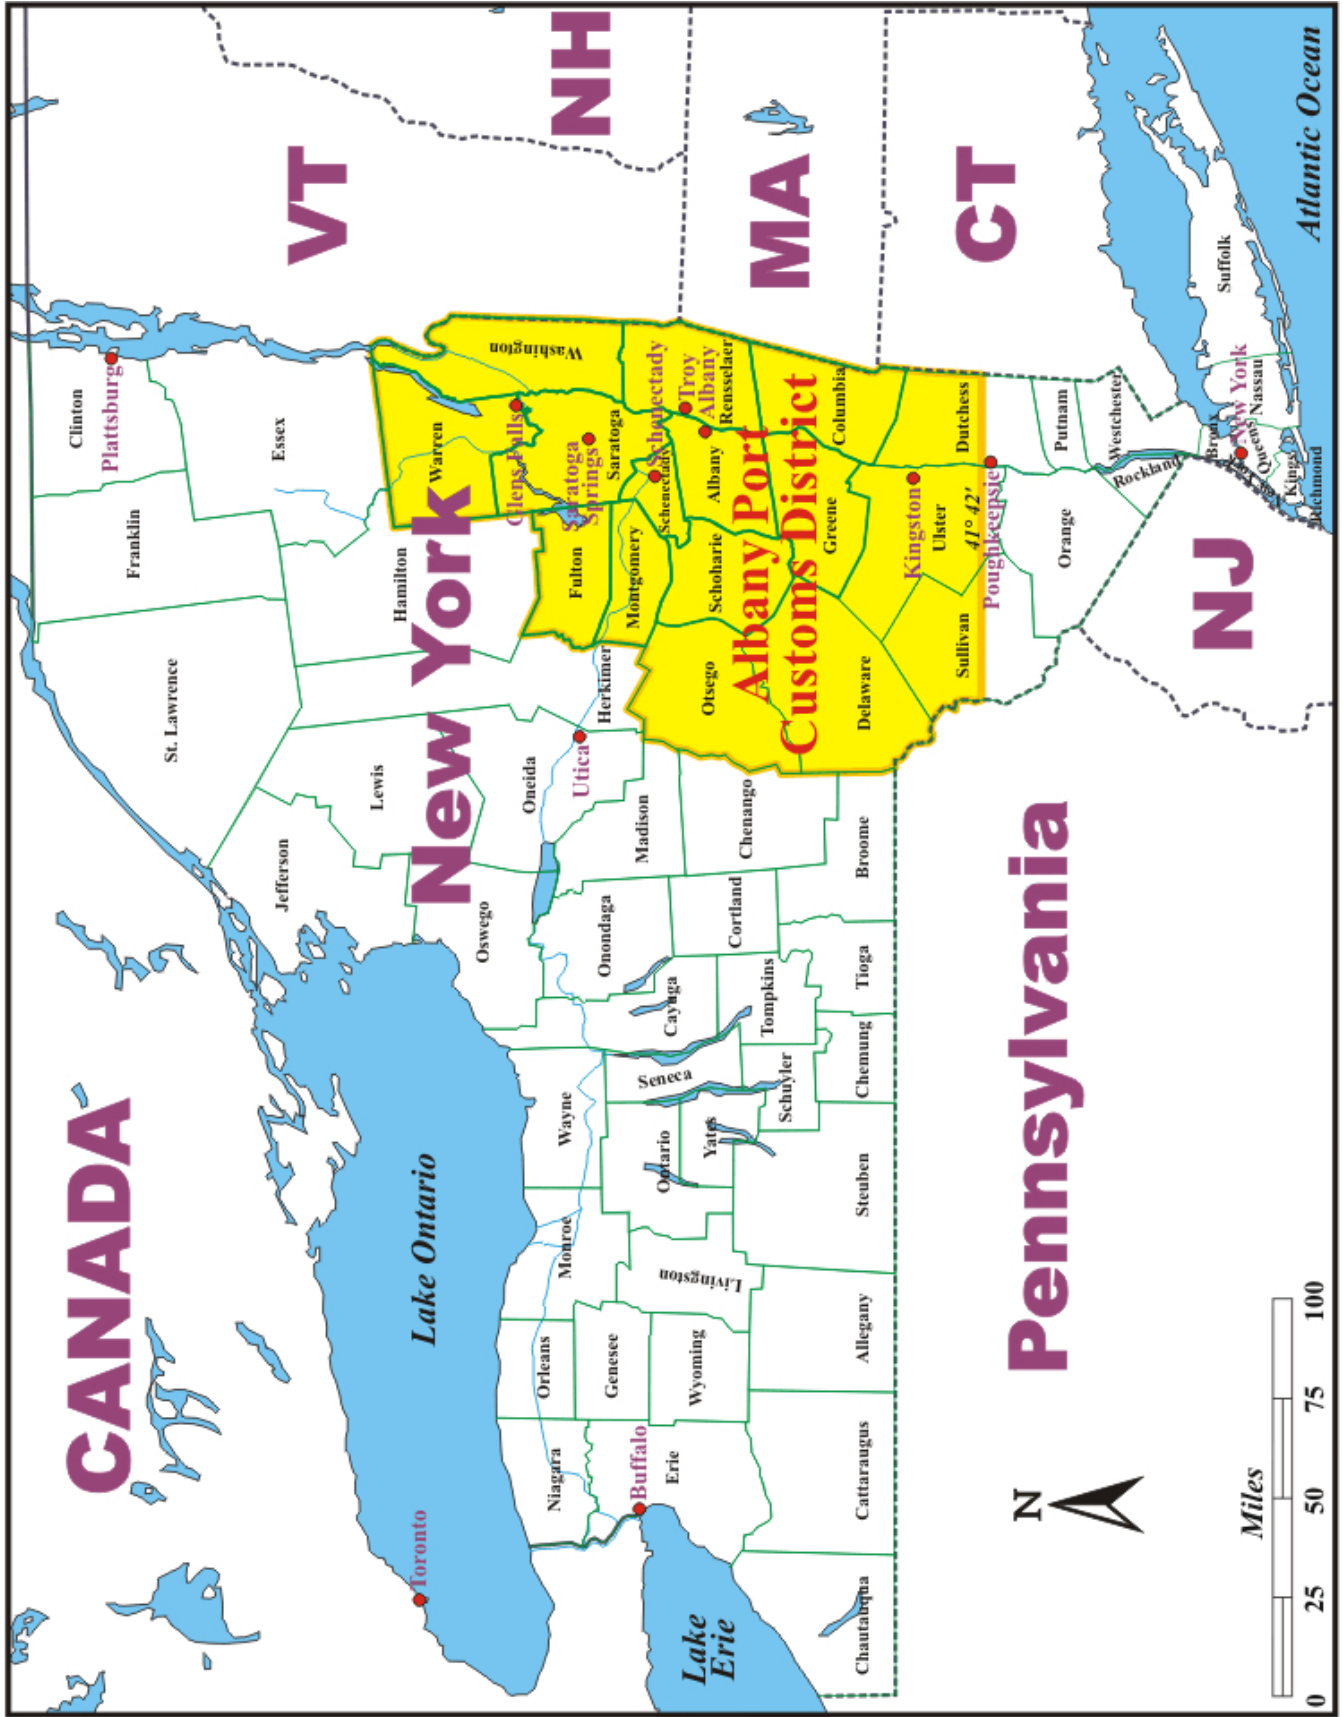 CANADA
VT
NH
MA
CT
NJ
New York
Pennsylvania
Albany Port
Customs District
Lake Ontario
Lake
Erie
Atlantic Ocean
Toronto
Buffalo
Utica
Plattsburg
Glens Falls
Saratoga
Springs
Schenectady
Troy
Albany
Kingston
Poughkeepsie
New York
41° 42'
Clinton
Franklin
St. Lawrence
Essex
Jefferson
Lewis
Hamilton
Warren
Washington
Oswego
Oneida
Herkimer
Fulton
Saratoga
Montgomery
Schenectady
Rensselaer
Albany
Schoharie
Otsego
Greene
Columbia
Delaware
Ulster
Dutchess
Sullivan
Orange
Putnam
Westchester
Rockland
Bronx
New York
Queens
Nassau
Kings
Richmond
Suffolk
Niagara
Orleans
Monroe
Wayne
Cayuga
Onondaga
Madison
Chenango
Cortland
Erie
Genesee
Wyoming
Livingston
Ontario
Yates
Seneca
Tompkins
Schuyler
Chautauqua
Cattaraugus
Allegany
Steuben
Chemung
Tioga
Broome
N
Miles
0 25 50 75 100